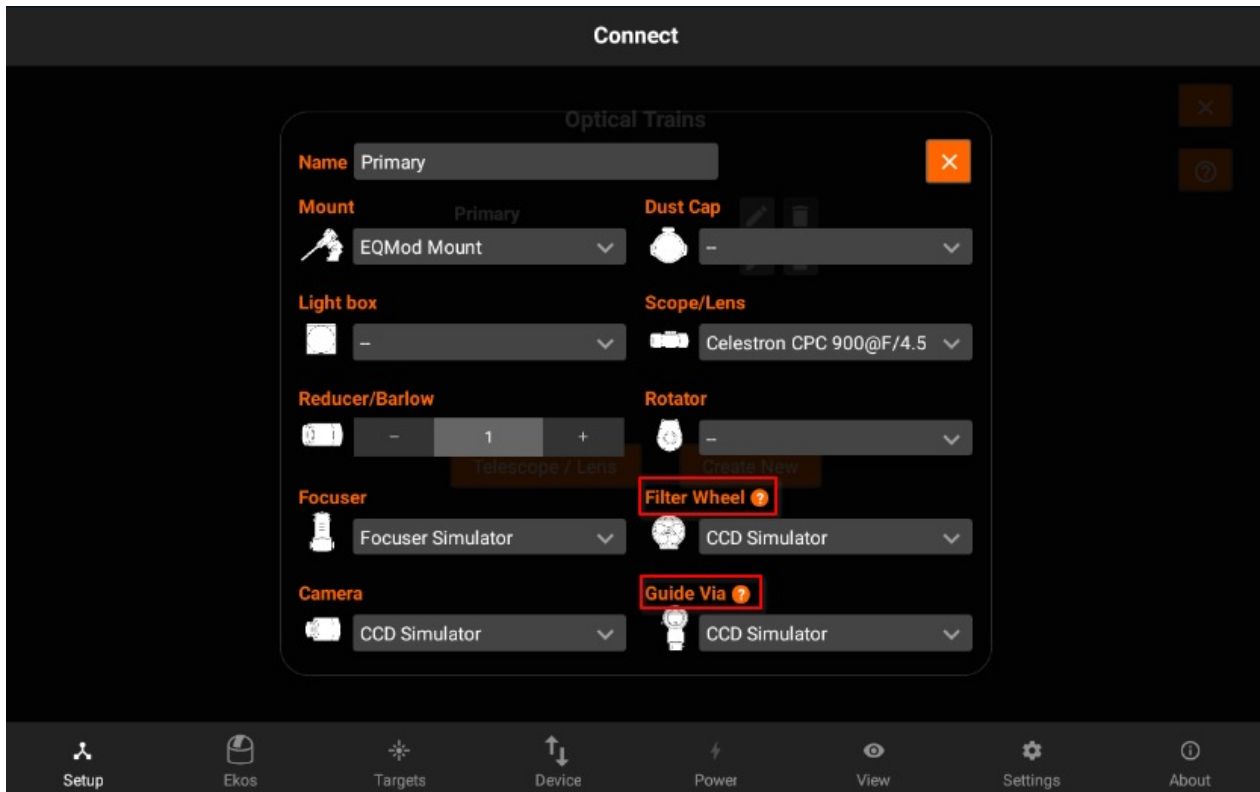 Connect
Optical Trains
Name Primary
Mount
Dust Cap
Primary
EQMod Mount
--
Light box
Scope/Lens
--
Celestron CPC 900@F/4.5
Reducer/Barlow
Rotator
− 1 +
--
Telescope / Lens
Create New
Focuser
Filter Wheel ?
Focuser Simulator
CCD Simulator
Camera
Guide Via ?
CCD Simulator
CCD Simulator
Setup
Ekos
Targets
Device
Power
View
Settings
About